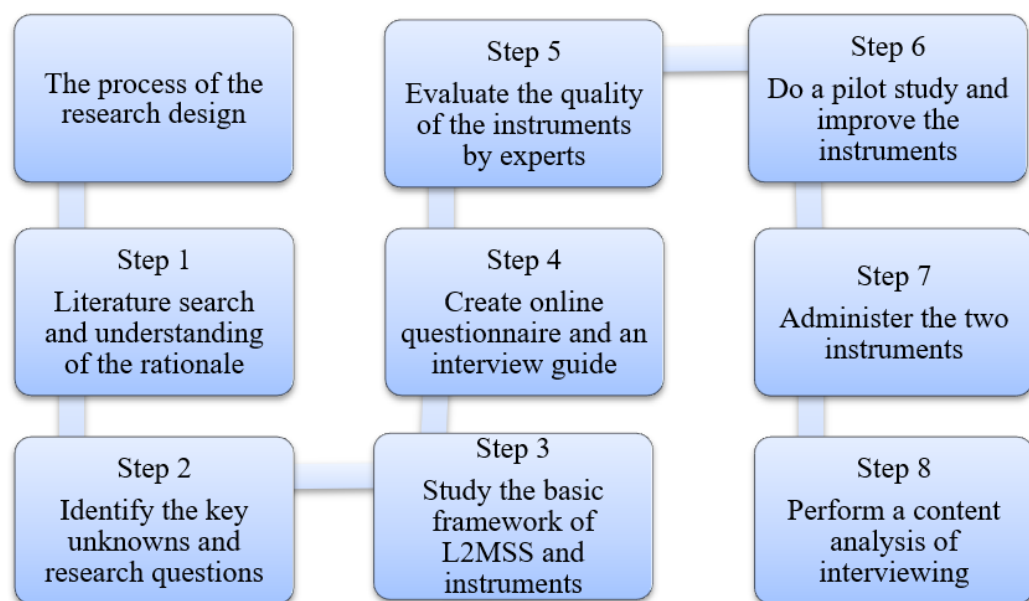 The process of the
research design
Step 1
Literature search
and understanding
of the rationale
Step 2
Identify the key
unknowns and
research questions
Step 3
Study the basic
framework of
L2MSS and
instruments
Step 4
Create online
questionnaire and an
interview guide
Step 5
Evaluate the quality
of the instruments
by experts
Step 6
Do a pilot study and
improve the
instruments
Step 7
Administer the two
instruments
Step 8
Perform a content
analysis of
interviewing